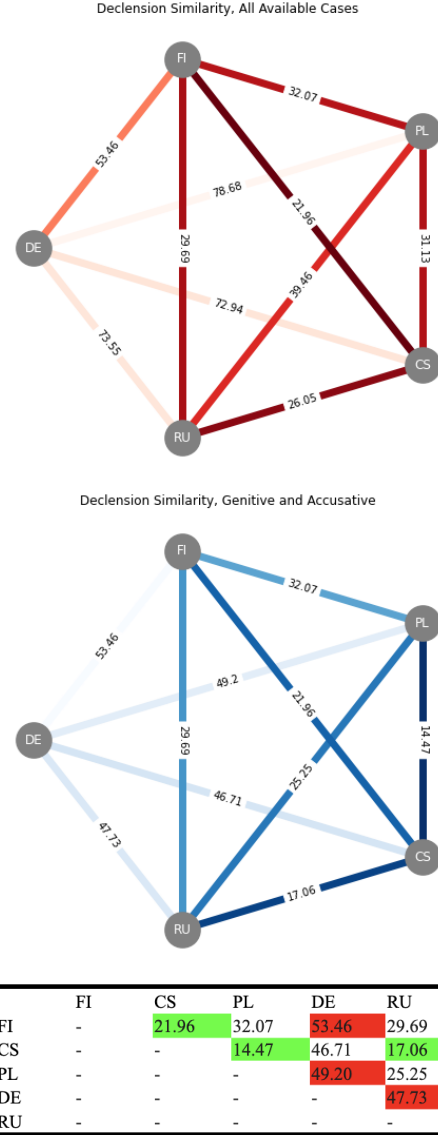 Declension Similarity, All Available Cases
FI
32.07
PL
53.46
78.68
21.96
DE
29.69
31.13
39.46
72.94
73.55
CS
26.05
RU
Declension Similarity, Genitive and Accusative
FI
32.07
PL
53.46
49.2
21.96
DE
29.69
14.47
25.25
46.71
47.73
CS
17.06
RU
FI CS PL DE RU
FI - 21.96 32.07 53.46 29.69
CS - - 14.47 46.71 17.06
PL - - - 49.20 25.25
DE - - - - 47.73
RU - - - - -